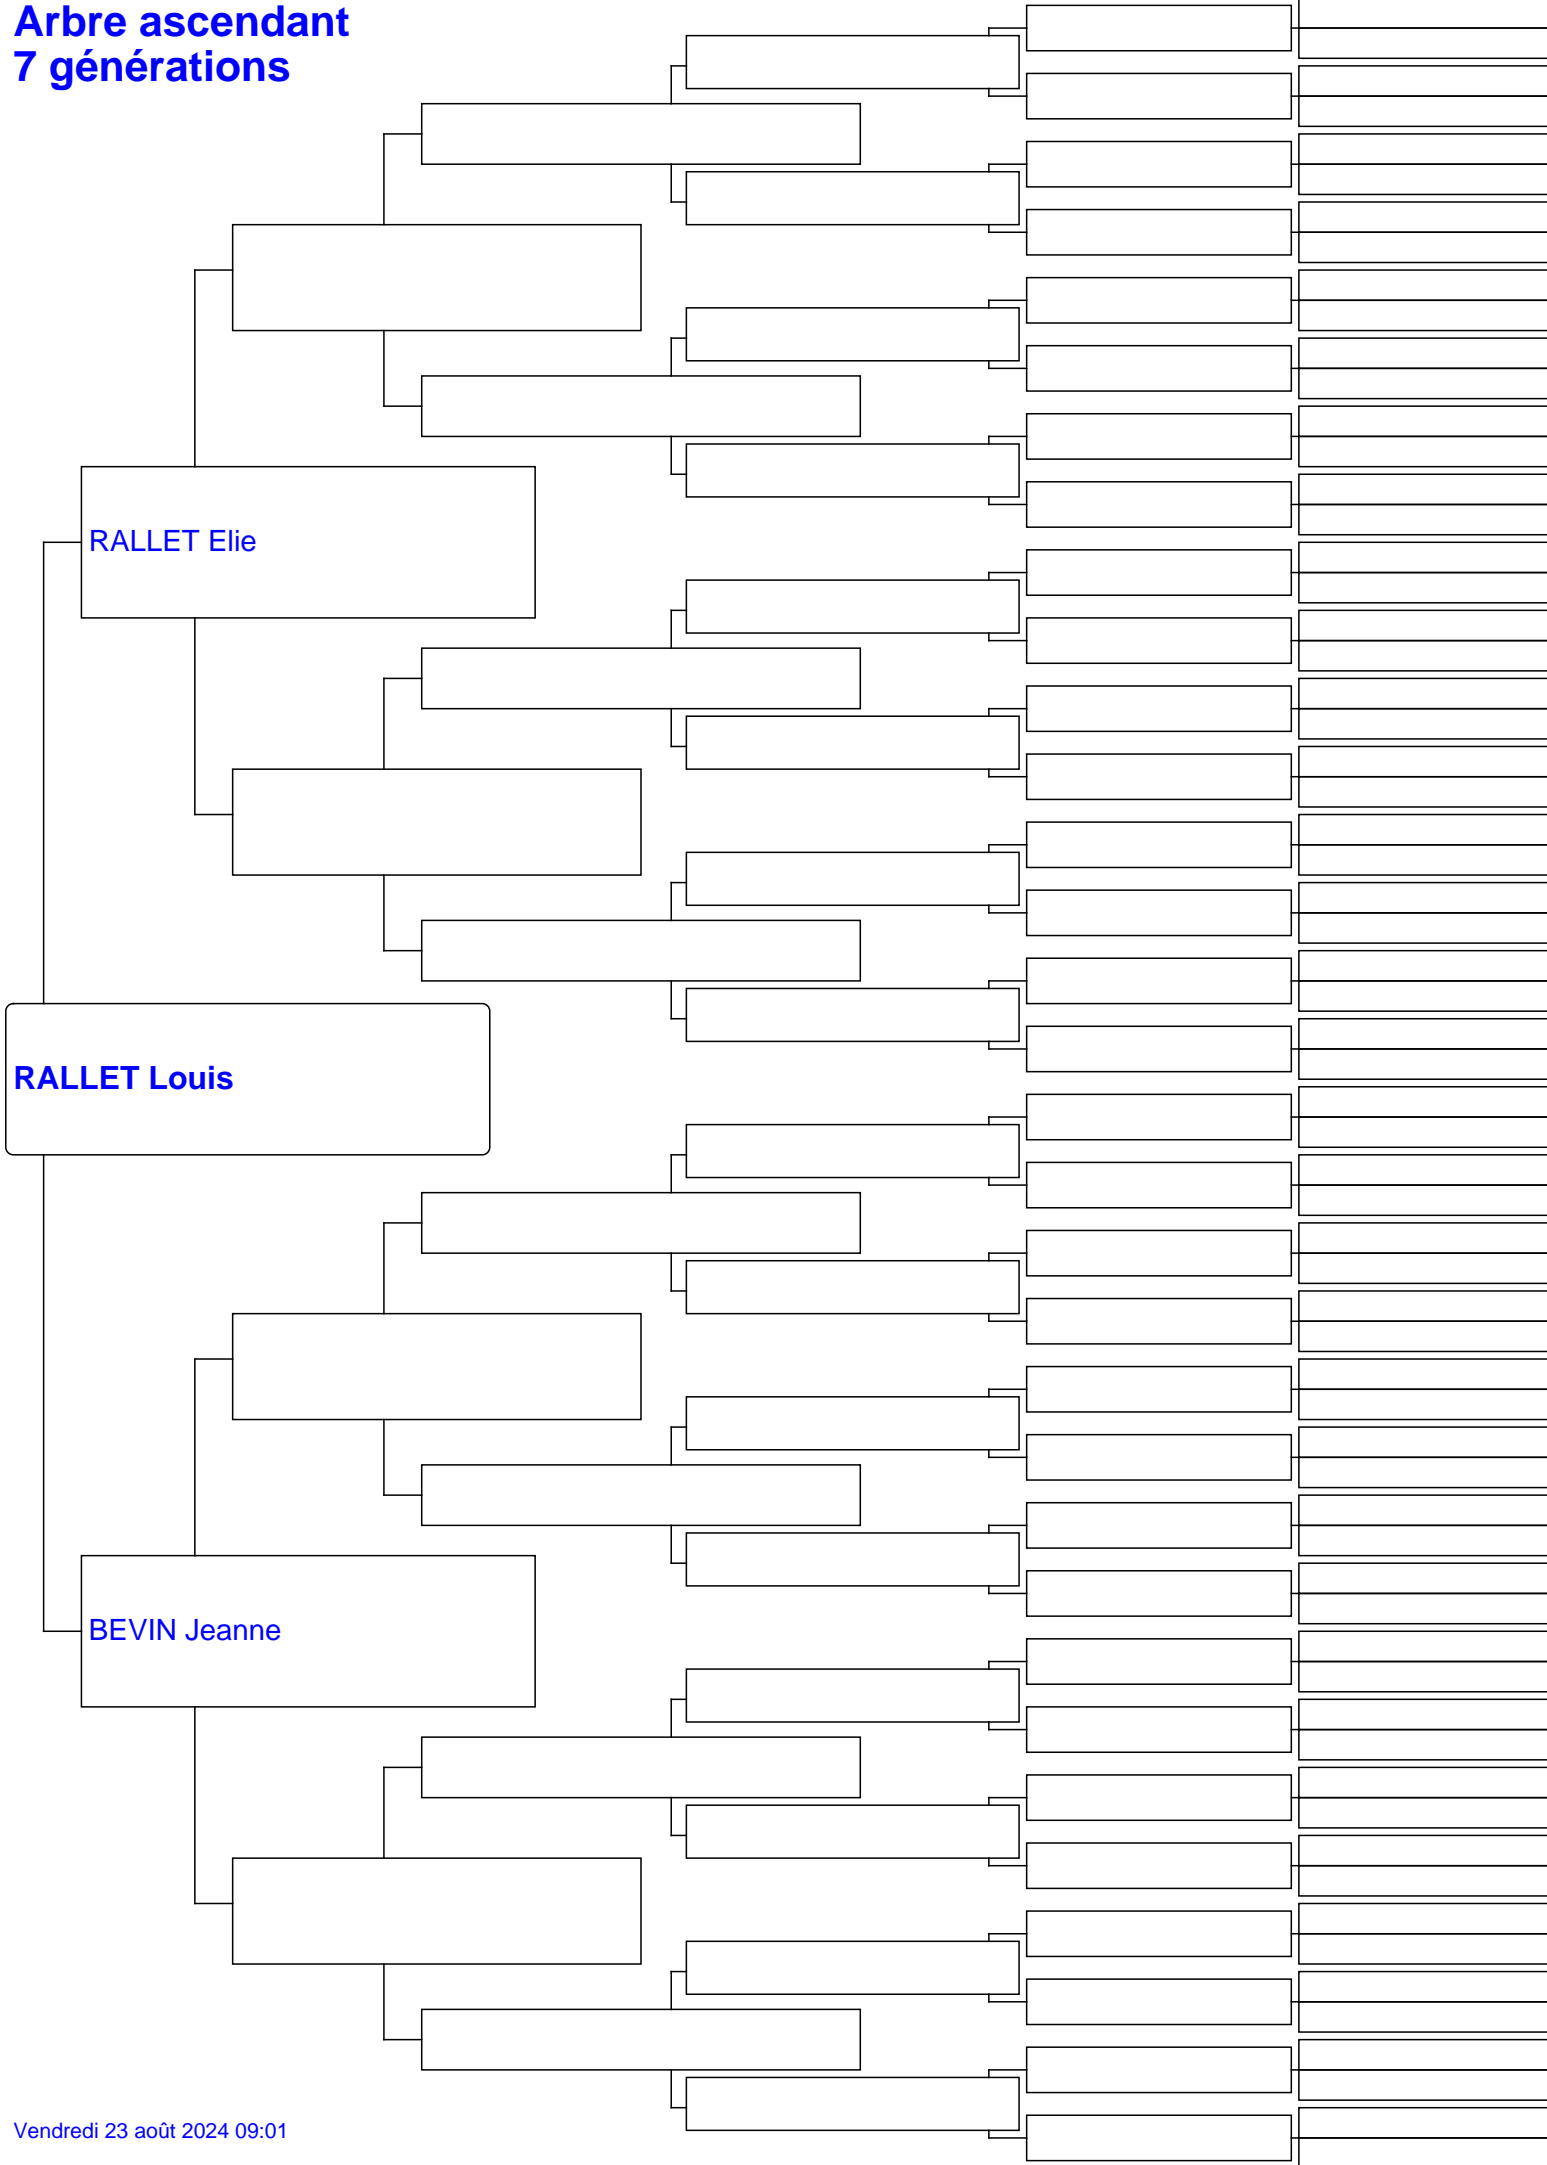 Arbre ascendant
7 générations
RALLET Elie
RALLET Louis
BEVIN Jeanne
Vendredi 23 août 2024 09:01